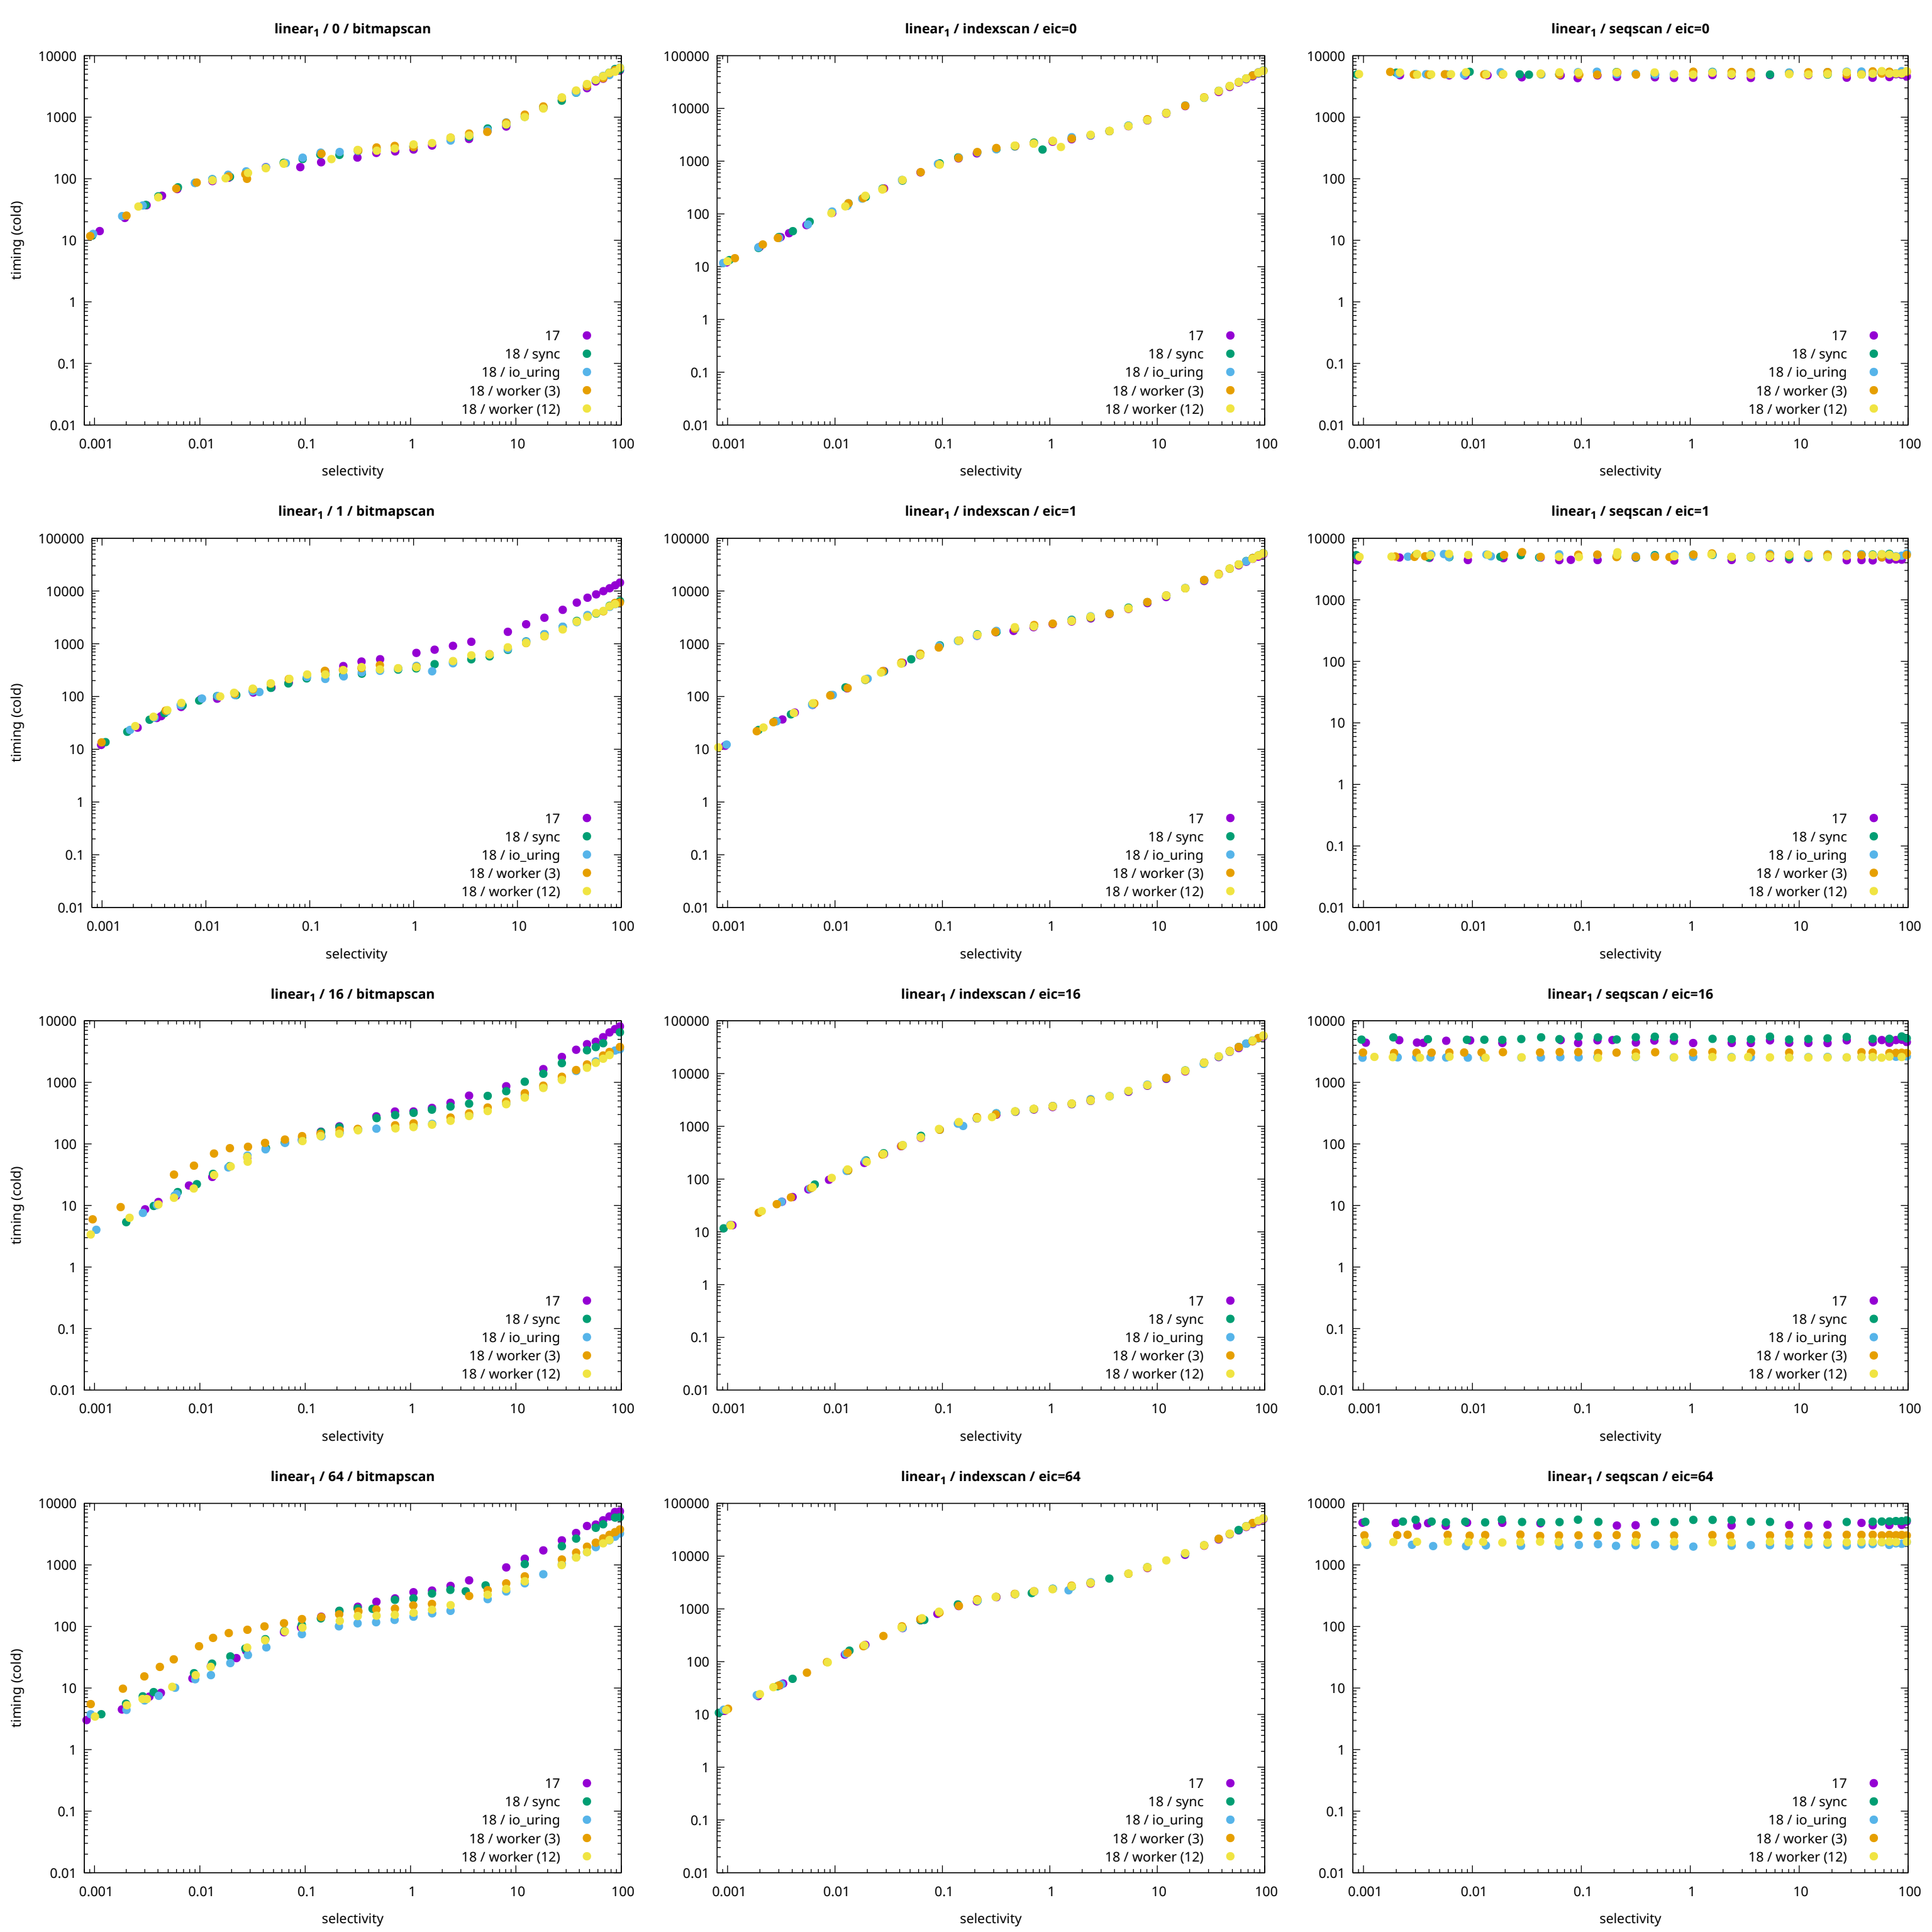 linear1 / 0 / bitmapscan
10000
1000
100
10
1
0.1
0.01
timing (cold)
0.001 0.01 0.1 1 10 100
selectivity
17
18 / sync
18 / io_uring
18 / worker (3)
18 / worker (12)
linear1 / indexscan / eic=0
100000
10000
1000
100
10
1
0.1
0.01
0.001 0.01 0.1 1 10 100
selectivity
17
18 / sync
18 / io_uring
18 / worker (3)
18 / worker (12)
linear1 / seqscan / eic=0
10000
1000
100
10
1
0.1
0.01
0.001 0.01 0.1 1 10 100
selectivity
17
18 / sync
18 / io_uring
18 / worker (3)
18 / worker (12)
linear1 / 1 / bitmapscan
100000
10000
1000
100
10
1
0.1
0.01
timing (cold)
0.001 0.01 0.1 1 10 100
selectivity
17
18 / sync
18 / io_uring
18 / worker (3)
18 / worker (12)
linear1 / indexscan / eic=1
100000
10000
1000
100
10
1
0.1
0.01
0.001 0.01 0.1 1 10 100
selectivity
17
18 / sync
18 / io_uring
18 / worker (3)
18 / worker (12)
linear1 / seqscan / eic=1
10000
1000
100
10
1
0.1
0.01
0.001 0.01 0.1 1 10 100
selectivity
17
18 / sync
18 / io_uring
18 / worker (3)
18 / worker (12)
linear1 / 16 / bitmapscan
10000
1000
100
10
1
0.1
0.01
timing (cold)
0.001 0.01 0.1 1 10 100
selectivity
17
18 / sync
18 / io_uring
18 / worker (3)
18 / worker (12)
linear1 / indexscan / eic=16
100000
10000
1000
100
10
1
0.1
0.01
0.001 0.01 0.1 1 10 100
selectivity
17
18 / sync
18 / io_uring
18 / worker (3)
18 / worker (12)
linear1 / seqscan / eic=16
10000
1000
100
10
1
0.1
0.01
0.001 0.01 0.1 1 10 100
selectivity
17
18 / sync
18 / io_uring
18 / worker (3)
18 / worker (12)
linear1 / 64 / bitmapscan
10000
1000
100
10
1
0.1
0.01
timing (cold)
0.001 0.01 0.1 1 10 100
selectivity
17
18 / sync
18 / io_uring
18 / worker (3)
18 / worker (12)
linear1 / indexscan / eic=64
100000
10000
1000
100
10
1
0.1
0.01
0.001 0.01 0.1 1 10 100
selectivity
17
18 / sync
18 / io_uring
18 / worker (3)
18 / worker (12)
linear1 / seqscan / eic=64
10000
1000
100
10
1
0.1
0.01
0.001 0.01 0.1 1 10 100
selectivity
17
18 / sync
18 / io_uring
18 / worker (3)
18 / worker (12)